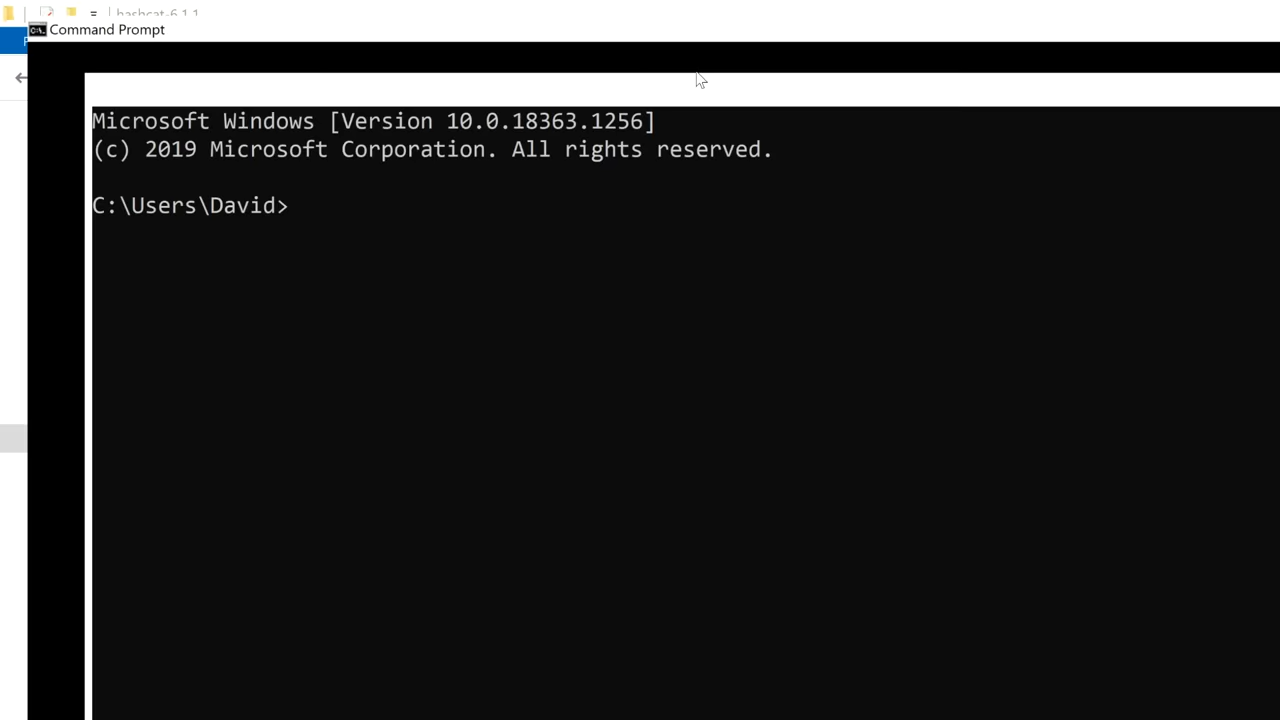 hashcat-6.1.1
Command Prompt
Microsoft Windows [Version 10.0.18363.1256]
(c) 2019 Microsoft Corporation. All rights reserved.
C:\Users\David>